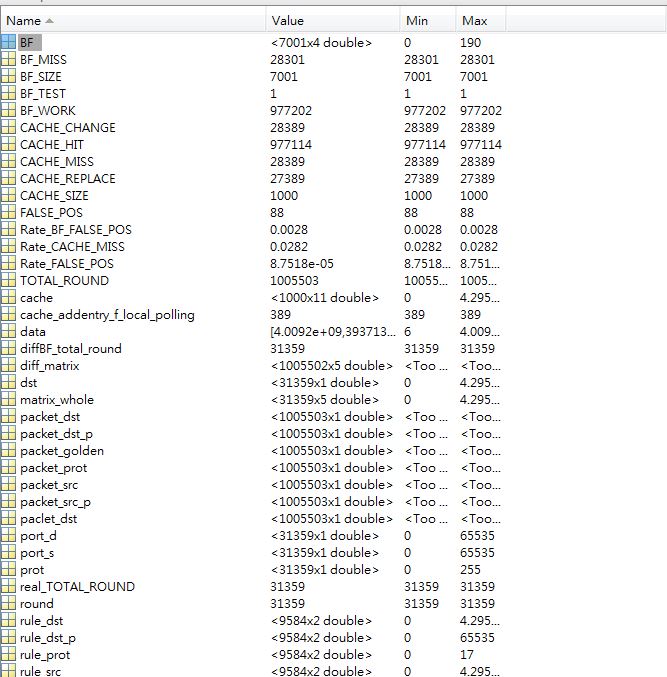 Name Value Min Max
BF <7001x4 double> 0 190
BF_MISS 28301 28301 28301
BF_SIZE 7001 7001 7001
BF_TEST 1 1 1
BF_WORK 977202 977202 977202
CACHE_CHANGE 28389 28389 28389
CACHE_HIT 977114 977114 977114
CACHE_MISS 28389 28389 28389
CACHE_REPLACE 27389 27389 27389
CACHE_SIZE 1000 1000 1000
FALSE_POS 88 88 88
Rate_BF_FALSE_POS 0.0028 0.0028 0.0028
Rate_CACHE_MISS 0.0282 0.0282 0.0282
Rate_FALSE_POS 8.7518e-05 8.7518... 8.751...
TOTAL_ROUND 1005503 10055... 1005...
cache <1000x11 double> 0 4.295...
cache_addentry_f_local_polling 389 389 389
data [4.0092e+09,393713... 6 4.009...
diffBF_total_round 31359 31359 31359
diff_matrix <1005502x5 double> <Too ... <Too...
dst <31359x1 double> 0 4.295...
matrix_whole <31359x5 double> 0 4.295...
packet_dst <1005503x1 double> <Too ... <Too...
packet_dst_p <1005503x1 double> <Too ... <Too...
packet_golden <1005503x1 double> <Too ... <Too...
packet_prot <1005503x1 double> <Too ... <Too...
packet_src <1005503x1 double> <Too ... <Too...
packet_src_p <1005503x1 double> <Too ... <Too...
paclet_dst <1005503x1 double> <Too ... <Too...
port_d <31359x1 double> 0 65535
port_s <31359x1 double> 0 65535
prot <31359x1 double> 0 255
real_TOTAL_ROUND 31359 31359 31359
round 31359 31359 31359
rule_dst <9584x2 double> 0 4.295...
rule_dst_p <9584x2 double> 0 65535
rule_prot <9584x2 double> 0 17
rule_src <9584x2 double> 0 4.295...